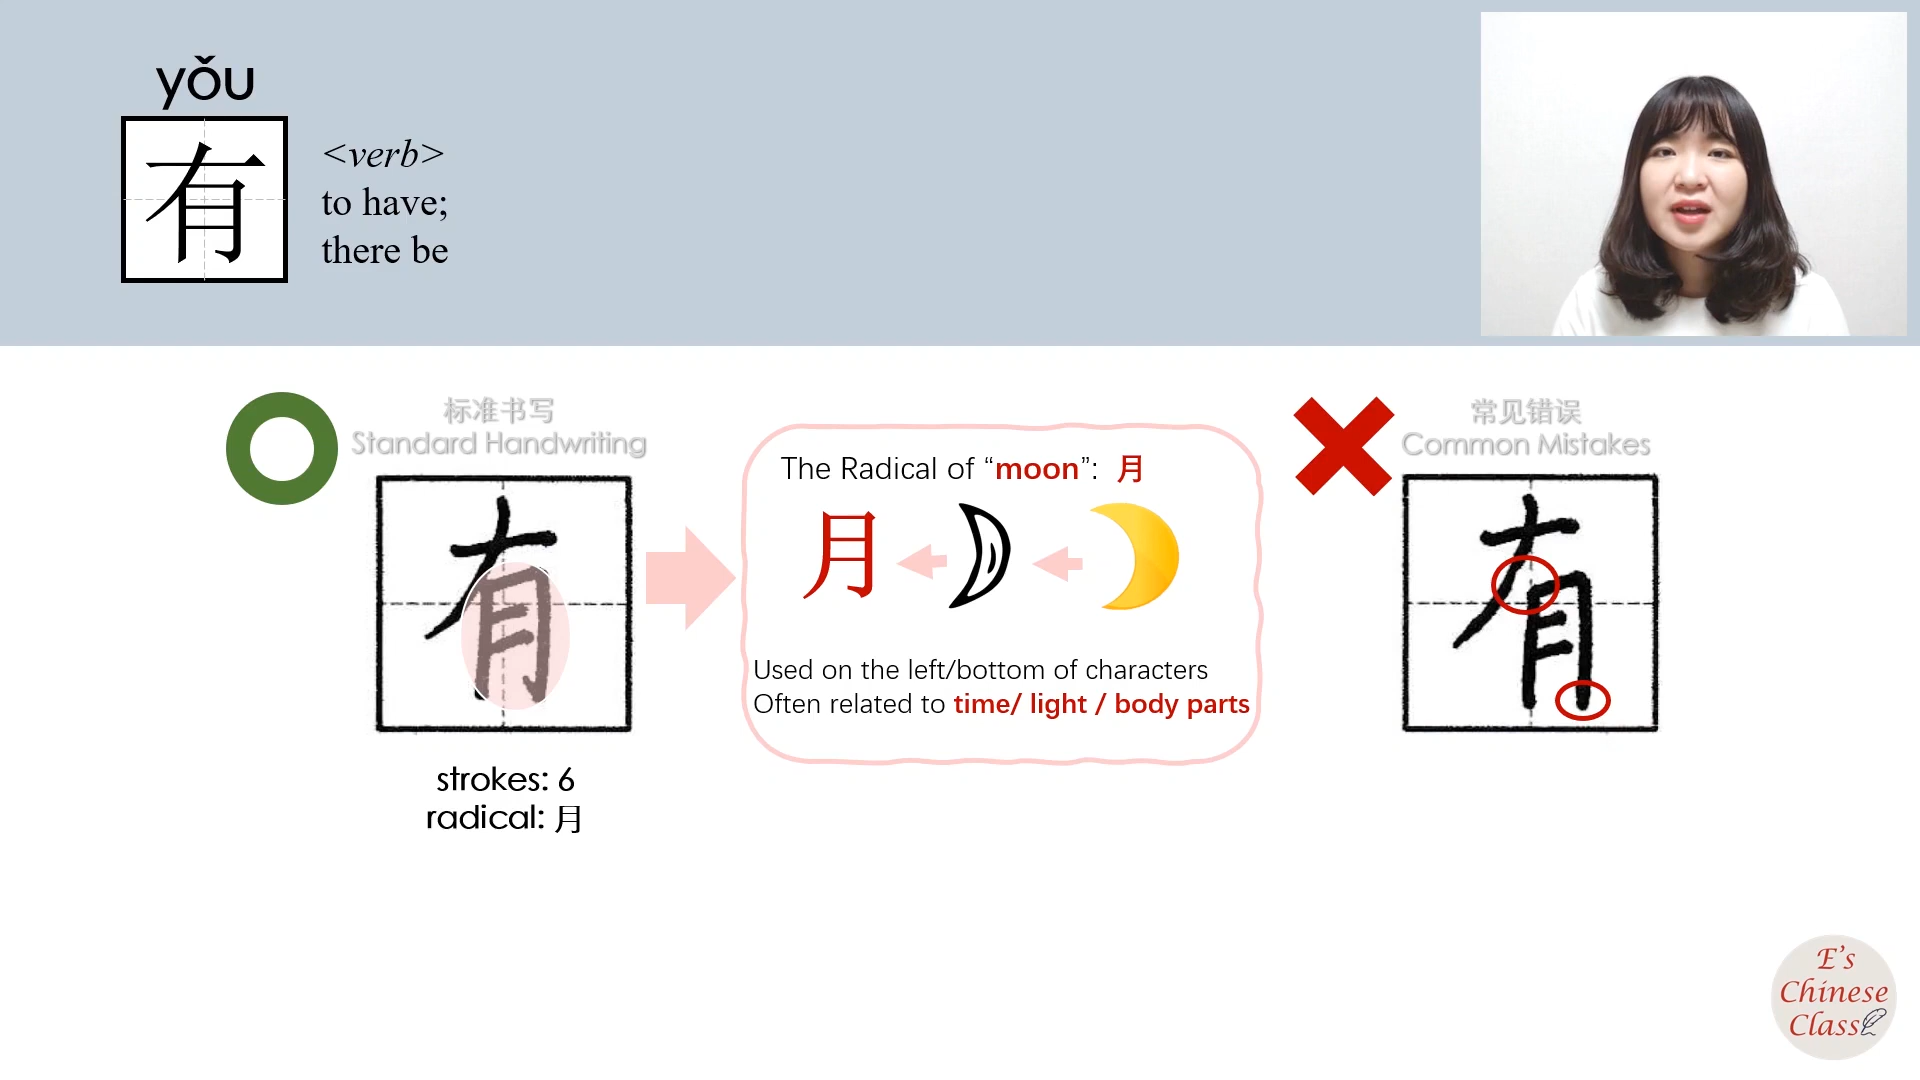 yǒu
有
<verb>
to have;
there be
标准书写
Standard Handwriting
有
strokes: 6
radical: 月
The Radical of “moon”: 月
月
Used on the left/bottom of characters
Often related to time/ light / body parts
常见错误
Common Mistakes
有
E’s
Chinese
Class